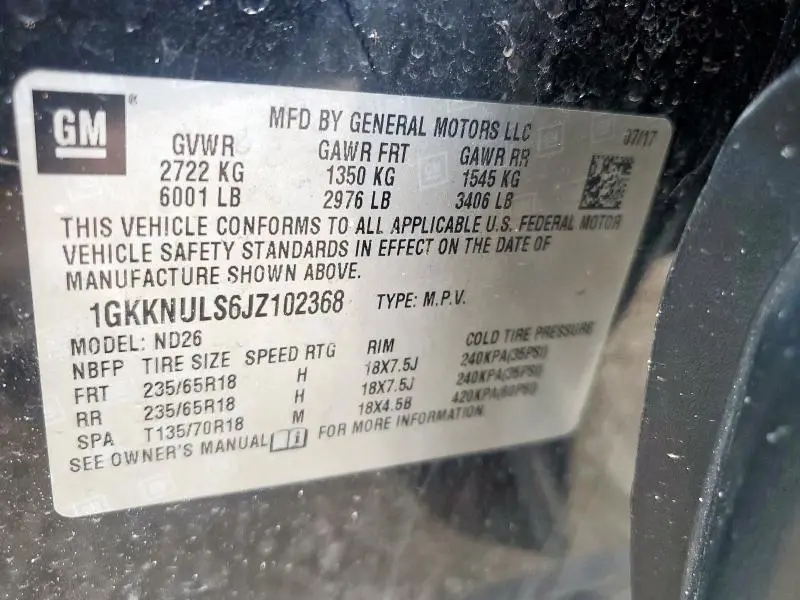 GM
MFD BY GENERAL MOTORS LLC 07/17
GVWR GAWR FRT GAWR RR
2722 KG 1350 KG 1545 KG
6001 LB 2976 LB 3406 LB
THIS VEHICLE CONFORMS TO ALL APPLICABLE U.S. FEDERAL MOTOR
VEHICLE SAFETY STANDARDS IN EFFECT ON THE DATE OF
MANUFACTURE SHOWN ABOVE.
1GKKNULS6JZ102368 TYPE: M.P.V.
MODEL: ND26
NBFP TIRE SIZE SPEED RTG RIM COLD TIRE PRESSURE
FRT 235/65R18 H 18X7.5J 240KPA(35PSI)
RR 235/65R18 H 18X7.5J 240KPA(35PSI)
SPA T135/70R18 M 18X4.5B 420KPA(60PSI)
SEE OWNER'S MANUAL FOR MORE INFORMATION.